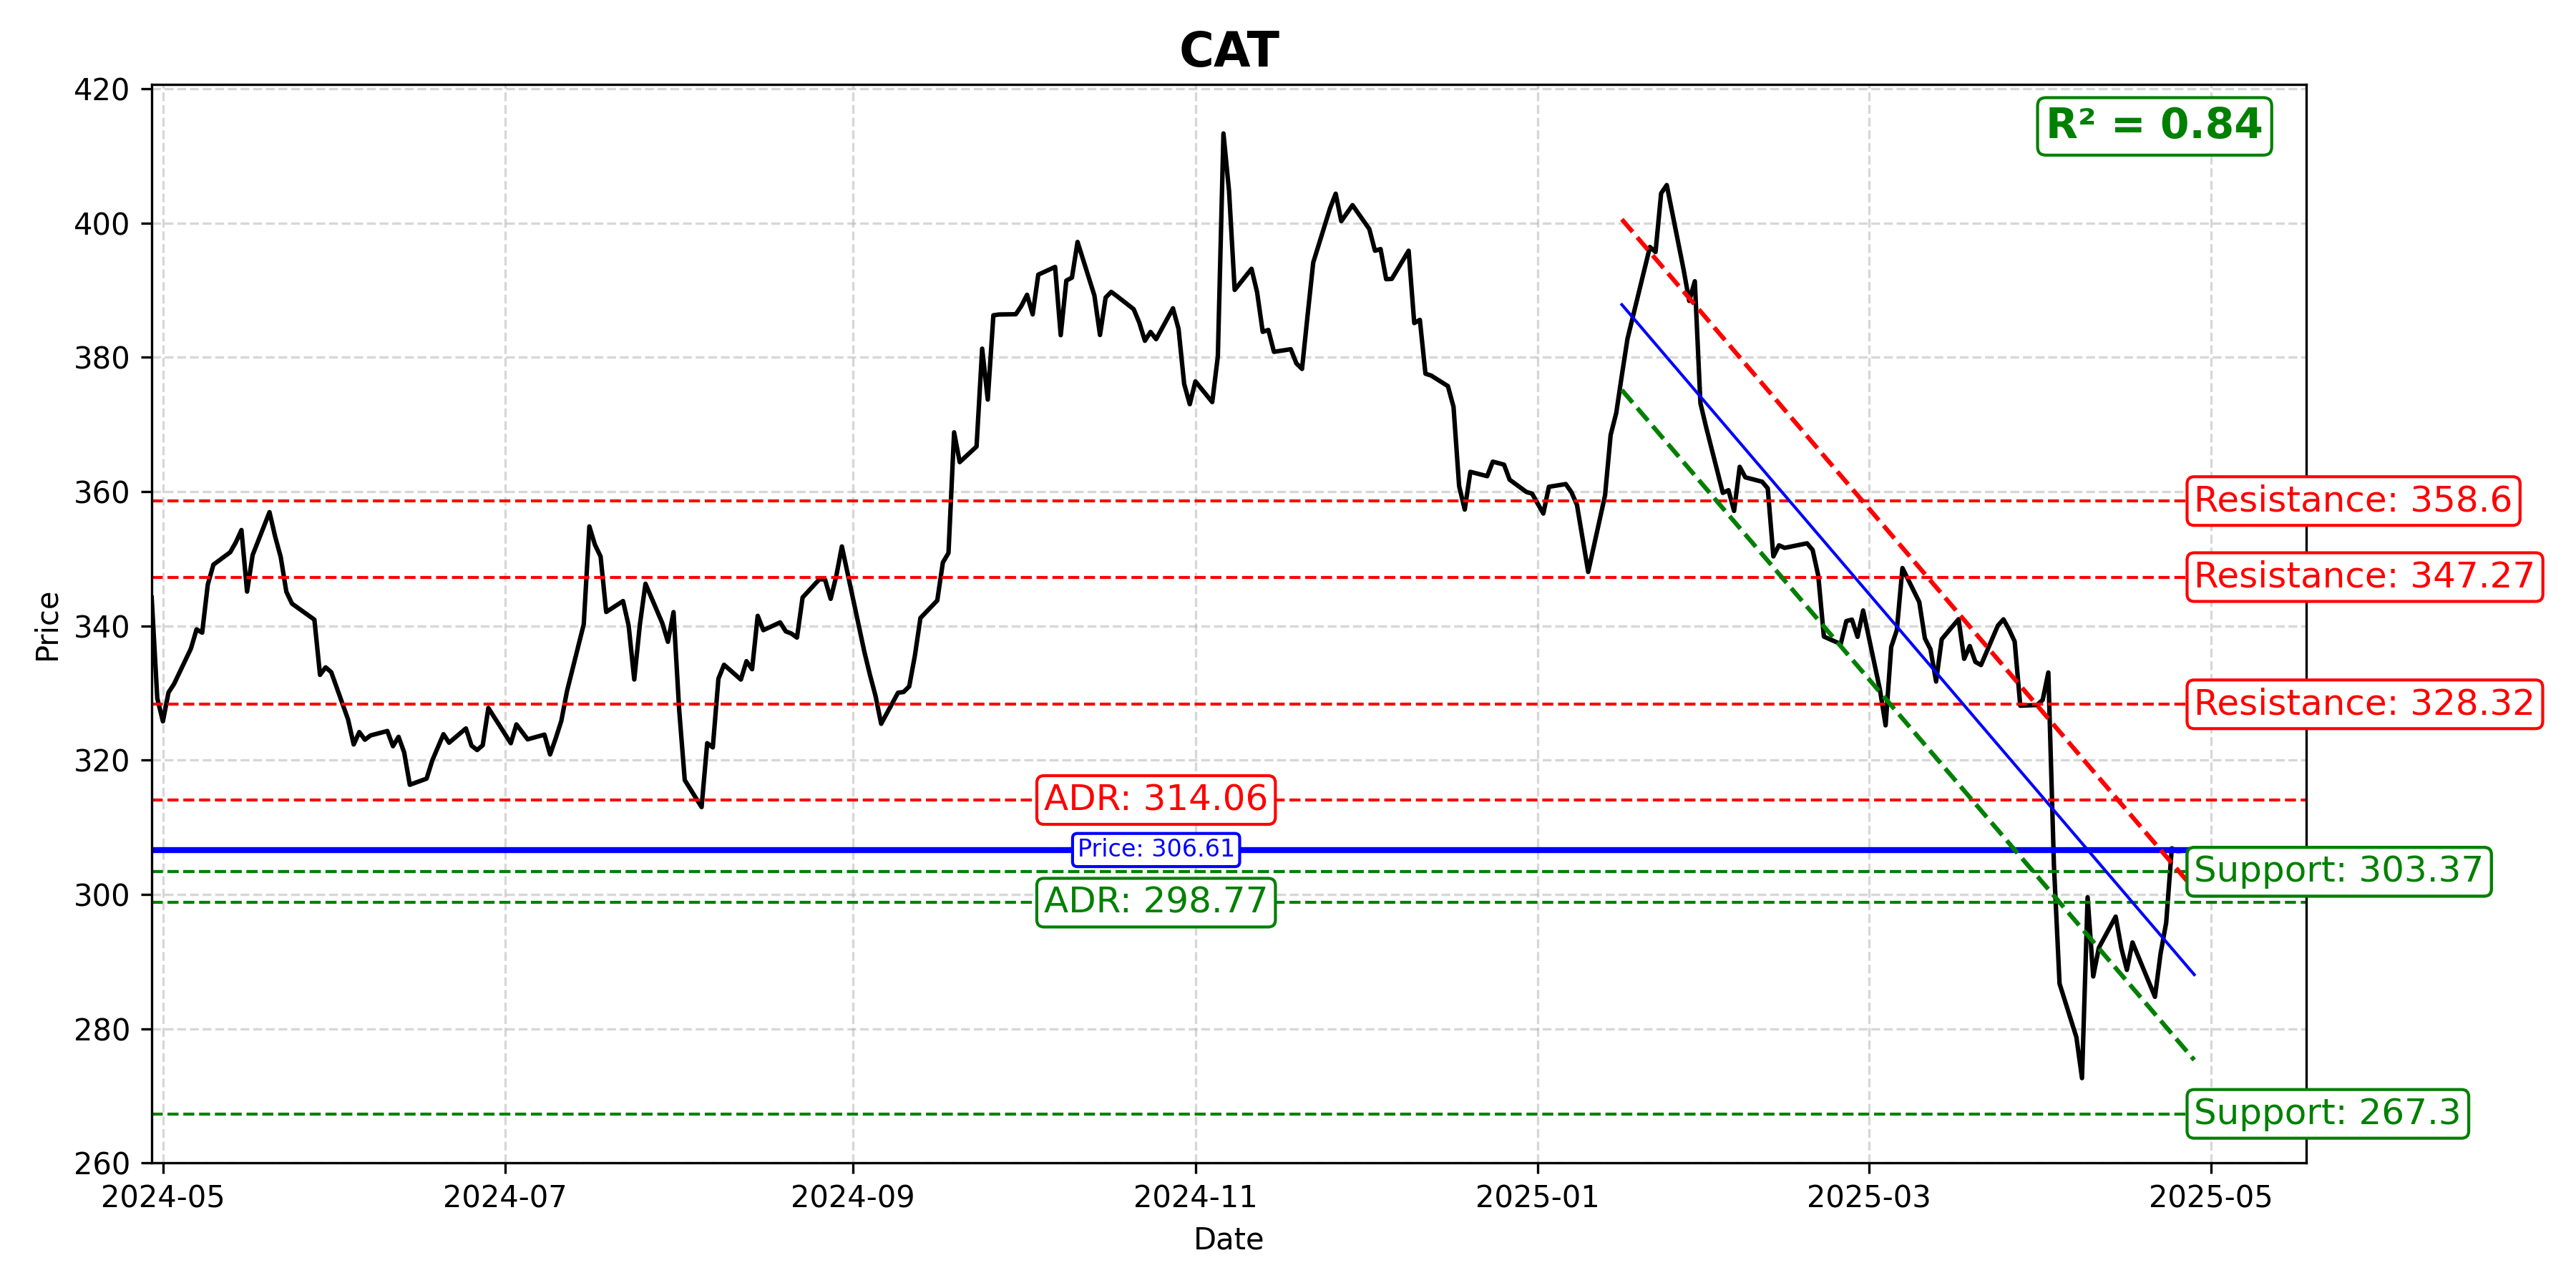 CAT
R² = 0.84
Price
420
400
380
360
340
320
300
280
260
Resistance: 358.6
Resistance: 347.27
Resistance: 328.32
ADR: 314.06
Price: 306.61
Support: 303.37
ADR: 298.77
Support: 267.3
2024-05
2024-07
2024-09
2024-11
2025-01
2025-03
2025-05
Date